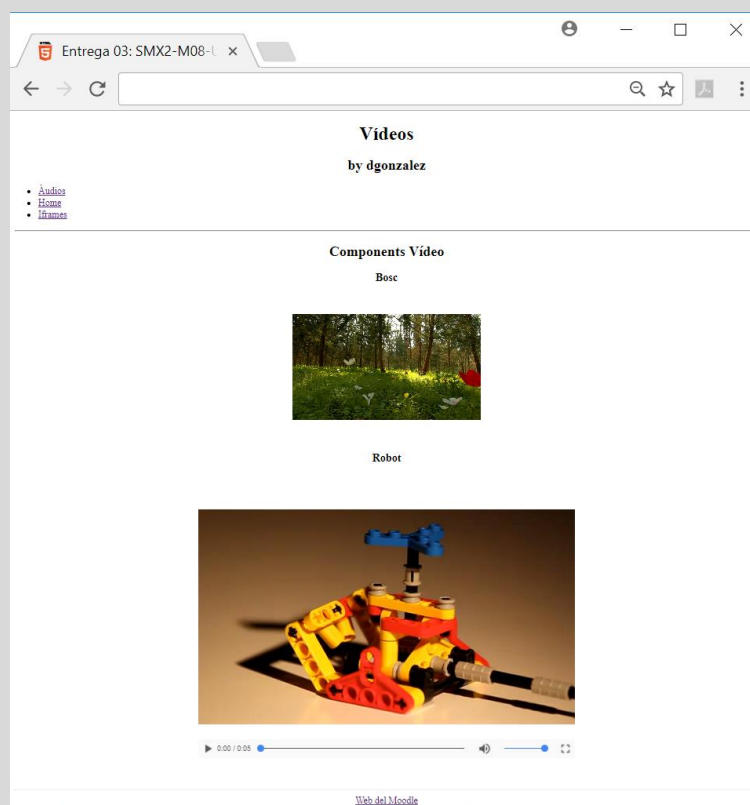 Entrega 03: SMX2-M08-U
Vídeos
by dgonzalez
Àudios
Home
Iframes
Components Vídeo
Bosc
Robot
0:00 / 0:05
Web del Moodle